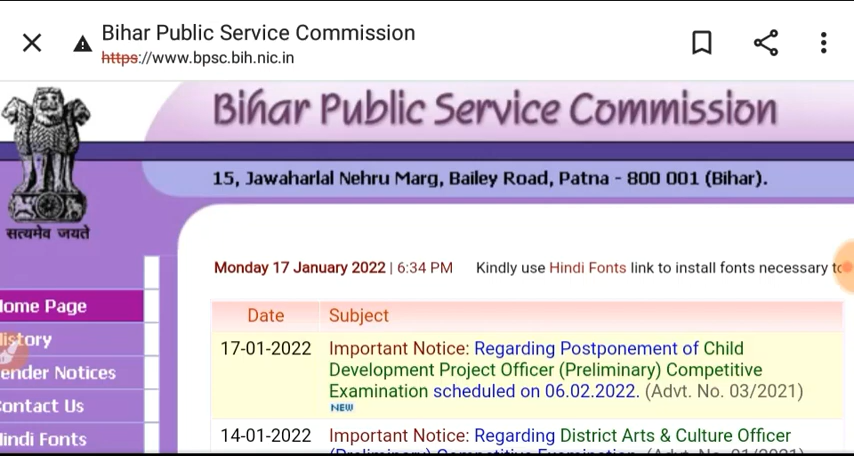 Bihar Public Service Commission
https://www.bpsc.bih.nic.in
Bihar Public Service Commission
15, Jawaharlal Nehru Marg, Bailey Road, Patna - 800 001 (Bihar).
सत्यमेव जयते
Monday 17 January 2022 | 6:34 PM Kindly use Hindi Fonts link to install fonts necessary
ome Page
istory
ender Notices
ontact Us
indi Fonts
Date Subject
17-01-2022 Important Notice: Regarding Postponement of Child
Development Project Officer (Preliminary) Competitive
Examination scheduled on 06.02.2022. (Advt. No. 03/2021)
NEW
14-01-2022 Important Notice: Regarding District Arts & Culture Officer